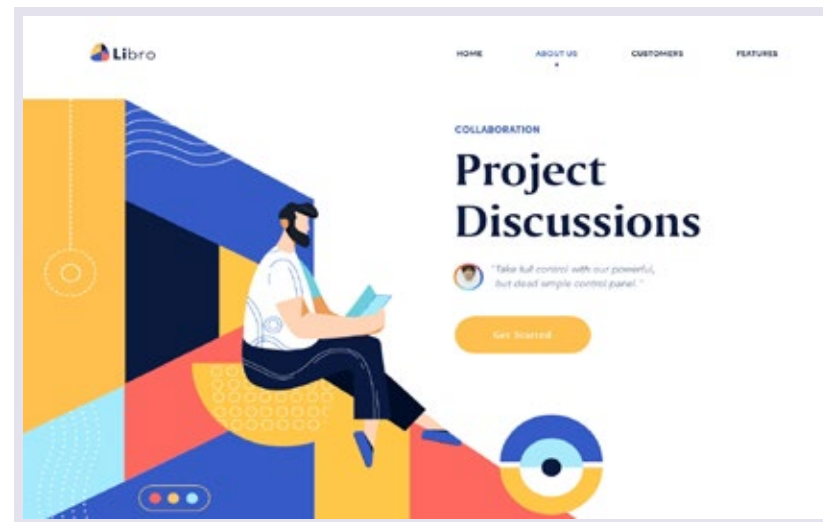 Libro
HOME ABOUT US CUSTOMERS FEATURES
COLLABORATION
Project
Discussions
"Take full control with our powerful,
but dead simple control panel."
Get Started